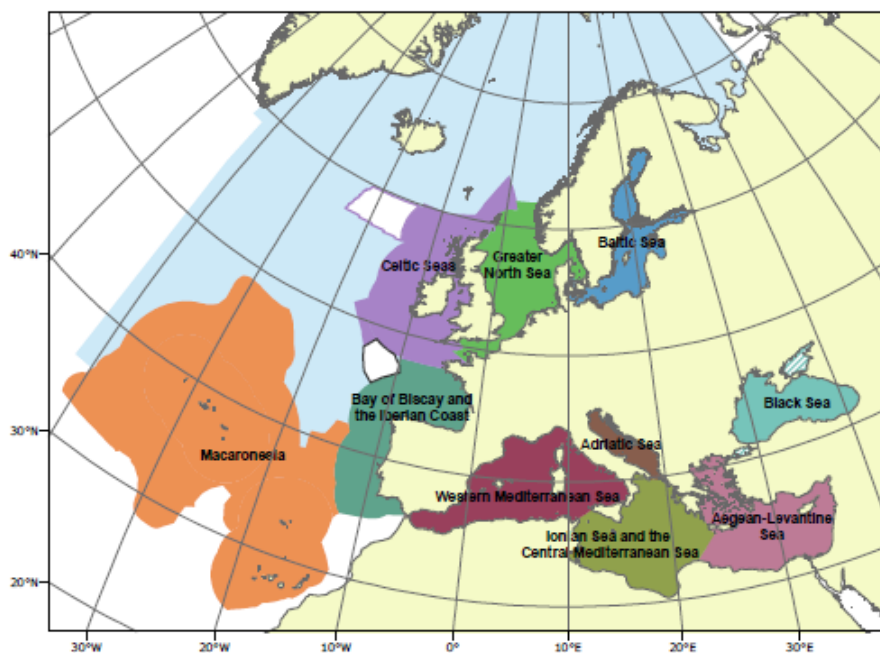 40°N
30°N
20°N
Celtic Seas
Greater
North Sea
Baltic Sea
Bay of Biscay and
the Iberian Coast
Black Sea
Macaronesia
Adriatic Sea
Western Mediterranean Sea
Aegean-Levantine
Sea
Ionian Sea and the
Central Mediterranean Sea
30°W
20°W
10°W
0°
10°E
20°E
30°E